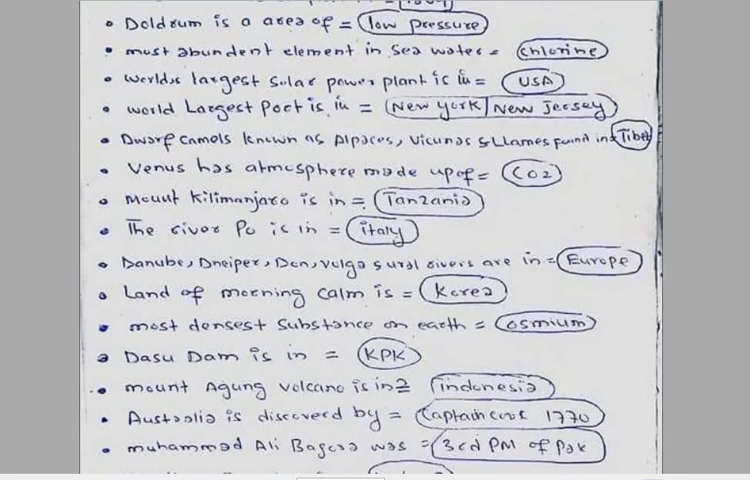 • Doldrum is a area of = low pressure
• most abundent element in sea water = chlorine
• worlds largest solar power plant is in = USA
• world Largest Port is in = New York | New Jersey
• Dwarf Camels known as Alpaces, Vicunas & Llames found in = Tibet
• Venus has atmosphere made up of = CO2
• Mount Kilimanjaro is in = Tanzania
• The river Po is in = italy
• Danube, Dneiper, Don, volga & ural rivers are in = Europe
• Land of morning calm is = Korea
• most densest substance on earth = osmium
• Dasu Dam is in = KPK
• mount Agung volcano is in = indonesia
• Australia is discoverd by = Captain cook 1770
• muhammad Ali Bagora was = 3rd PM of Pak